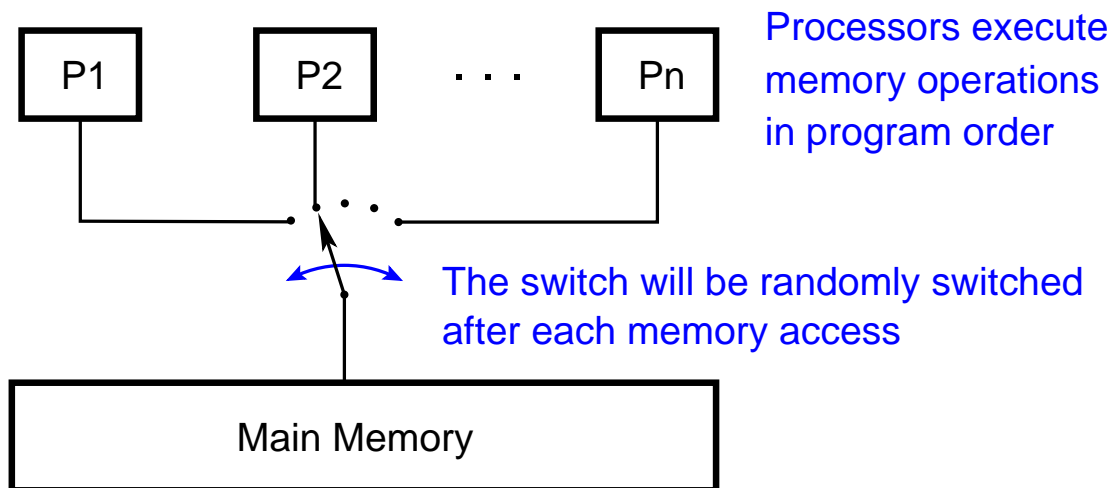 P1
P2
. . .
Pn
Processors execute
memory operations
in program order
The switch will be randomly switched
after each memory access
Main Memory